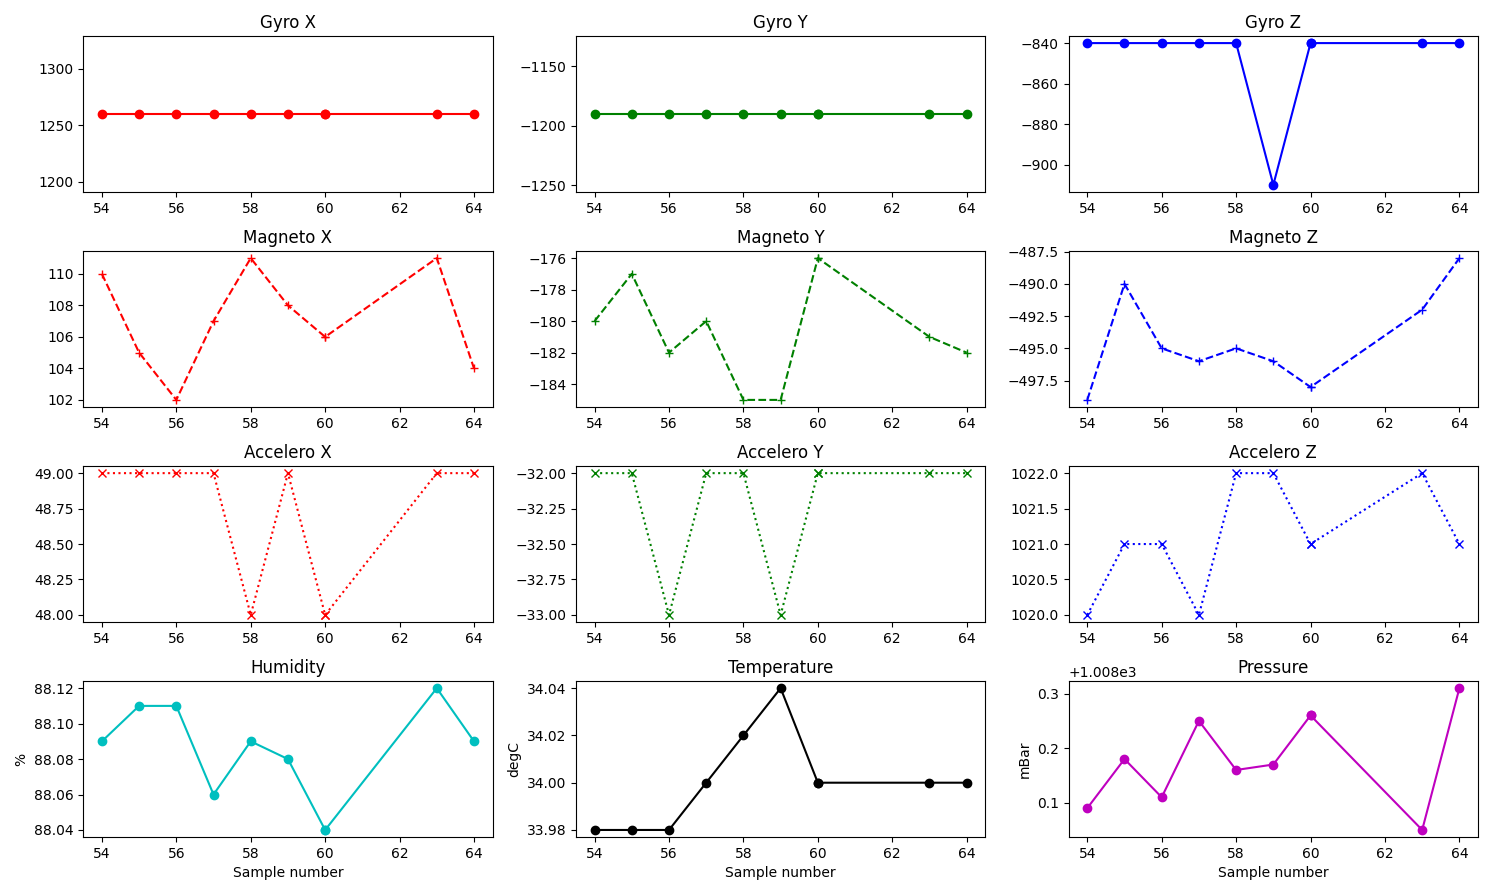 Gyro X
Gyro Y
Gyro Z
1300
1250
1200
54 56 58 60 62 64
−1150
−1200
−1250
54 56 58 60 62 64
−840
−860
−880
−900
54 56 58 60 62 64
Magneto X
Magneto Y
Magneto Z
110
108
106
104
102
54 56 58 60 62 64
−176
−178
−180
−182
−184
54 56 58 60 62 64
−487.5
−490.0
−492.5
−495.0
−497.5
54 56 58 60 62 64
Accelero X
Accelero Y
Accelero Z
49.00
48.75
48.50
48.25
48.00
54 56 58 60 62 64
−32.00
−32.25
−32.50
−32.75
−33.00
54 56 58 60 62 64
1022.0
1021.5
1021.0
1020.5
1020.0
54 56 58 60 62 64
Humidity
Temperature
Pressure
88.12
88.10
88.08
88.06
88.04
%
54 56 58 60 62 64
Sample number
34.04
34.02
34.00
33.98
degC
54 56 58 60 62 64
Sample number
+1.008e3
0.3
0.2
0.1
mBar
54 56 58 60 62 64
Sample number